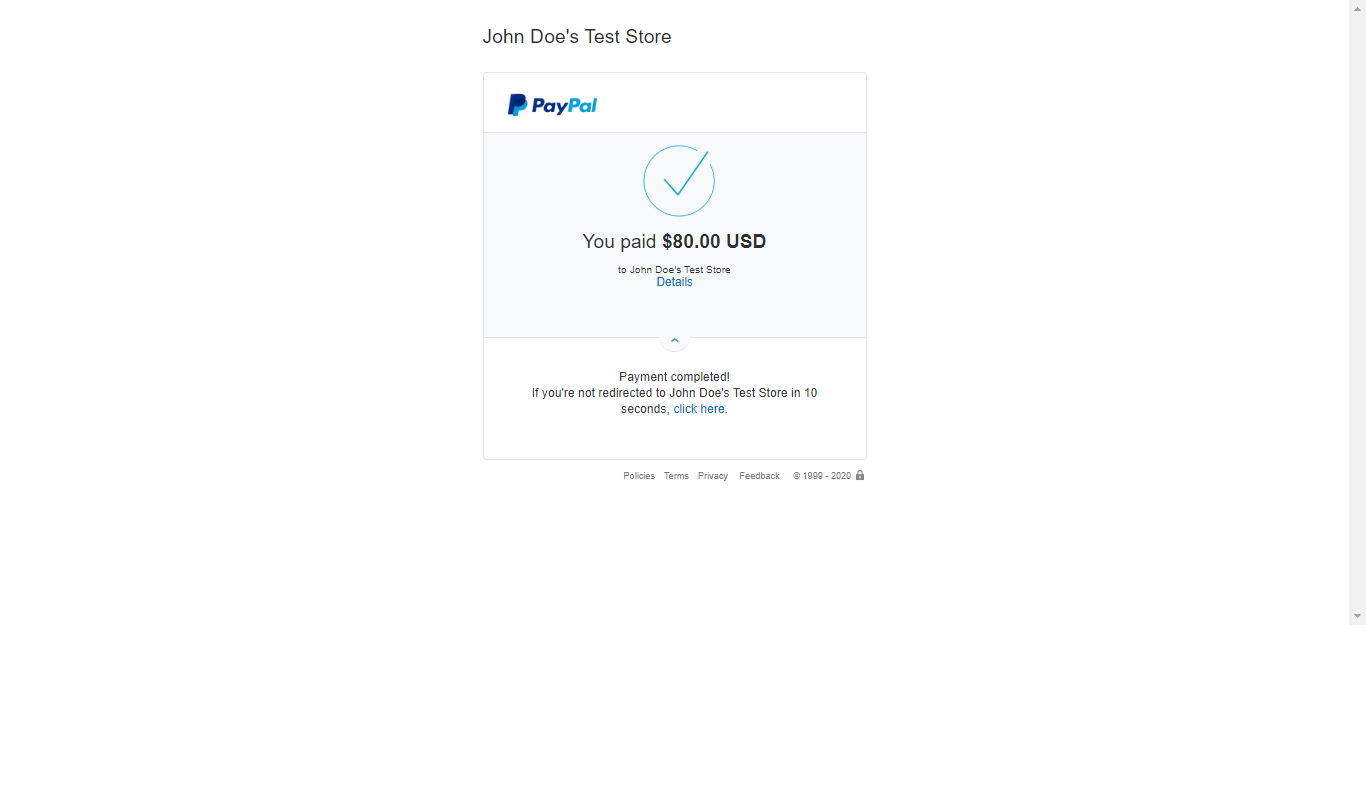 John Doe's Test Store
PayPal
You paid $80.00 USD
to John Doe's Test Store
Details
Payment completed!
If you're not redirected to John Doe's Test Store in 10
seconds, click here.
Policies Terms Privacy Feedback © 1999 - 2020